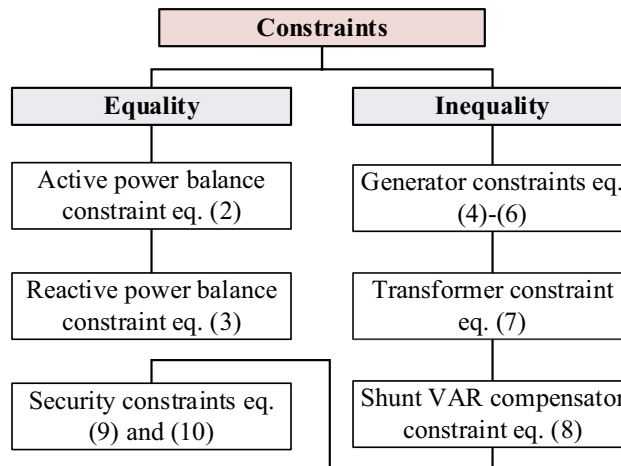 Constraints
Equality
Inequality
Active power balance
constraint eq. (2)
Generator constraints eq.
(4)-(6)
Reactive power balance
constraint eq. (3)
Transformer constraint
eq. (7)
Security constraints eq.
(9) and (10)
Shunt VAR compensator
constraint eq. (8)